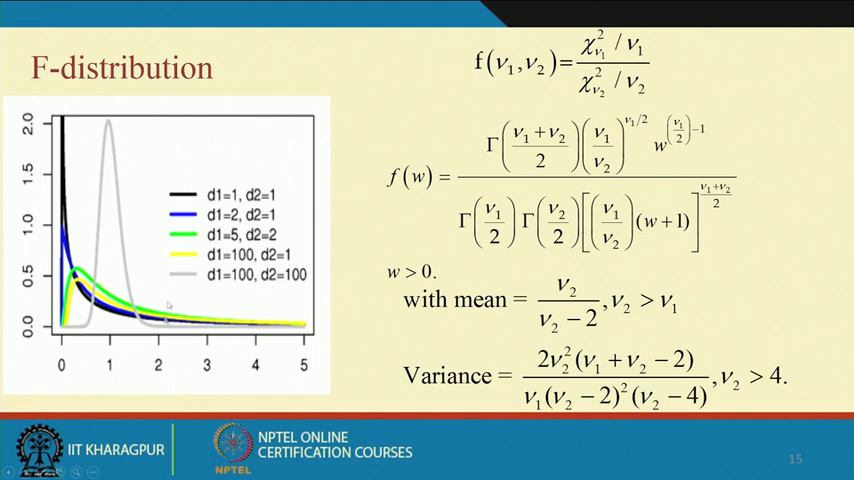 F-distribution
f(ν₁,ν₂) = (χ²_ν₁ / ν₁) / (χ²_ν₂ / ν₂)
f(w) = Γ((ν₁+ν₂)/2) (ν₁/ν₂)^(ν₁/2) w^((ν₁/2)−1) / Γ(ν₁/2) Γ(ν₂/2) [(ν₁/ν₂)(w+1)]^((ν₁+ν₂)/2)
w > 0.
with mean = ν₂/(ν₂ − 2), ν₂ > ν₁
Variance = 2ν₂²(ν₁ + ν₂ − 2) / ν₁(ν₂ − 2)²(ν₂ − 4), ν₂ > 4.
2.0
1.5
1.0
0.5
0.0
d1=1, d2=1
d1=2, d2=1
d1=5, d2=2
d1=100, d2=1
d1=100, d2=100
0 1 2 3 4 5
IIT KHARAGPUR
NPTEL
NPTEL ONLINE
CERTIFICATION COURSES
15